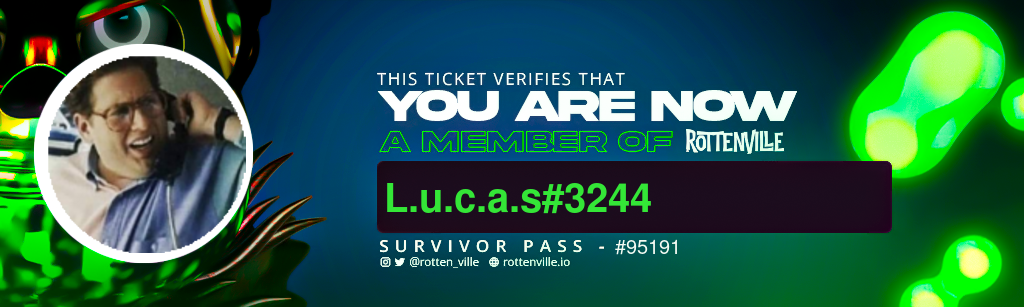 THIS TICKET VERIFIES THAT
YOU ARE NOW
A MEMBER OF ROTTENVILLE
L.u.c.a.s#3244
SURVIVOR PASS - #95191
@rotten_ville rottenville.io